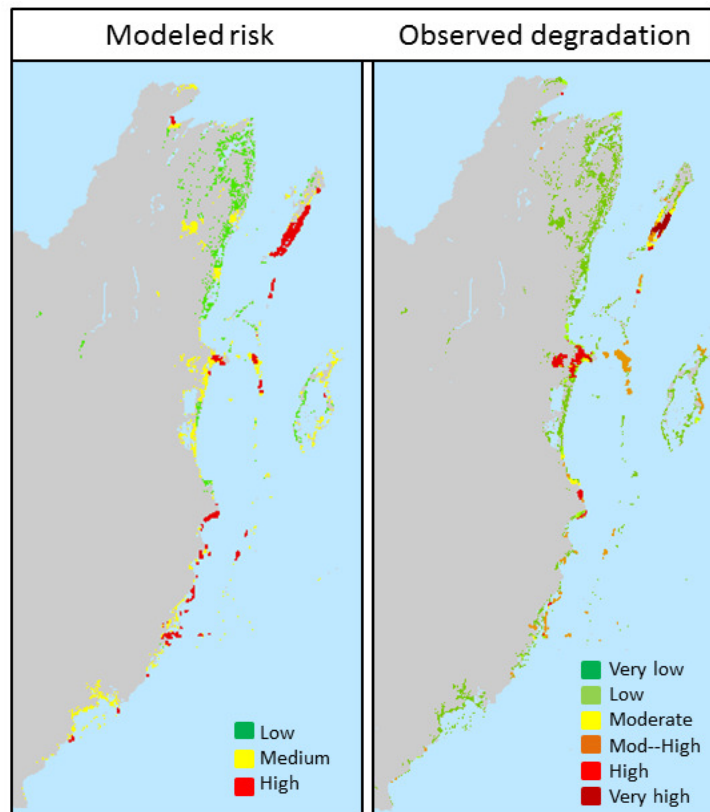 Modeled risk
Observed degradation
Low
Medium
High
Very low
Low
Moderate
Mod--High
High
Very high